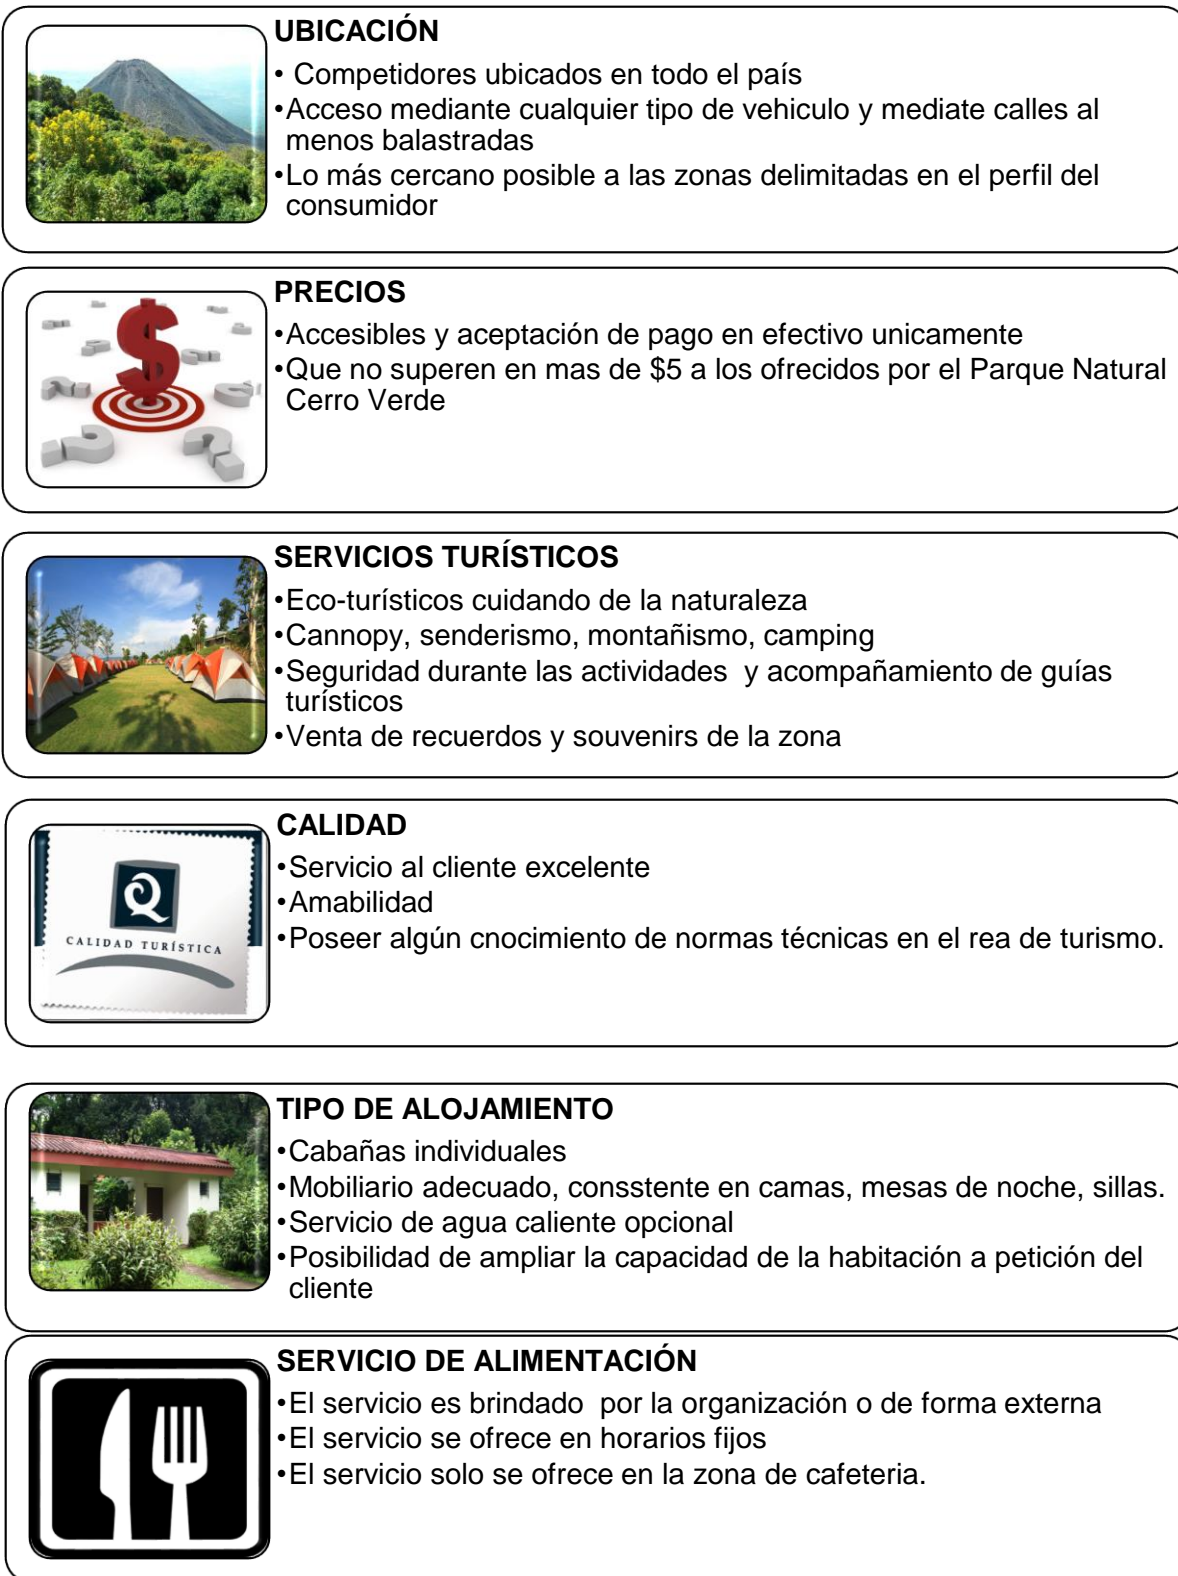 UBICACIÓN
• Competidores ubicados en todo el país
•Acceso mediante cualquier tipo de vehiculo y mediate calles al
menos balastradas
•Lo más cercano posible a las zonas delimitadas en el perfil del
consumidor
PRECIOS
•Accesibles y aceptación de pago en efectivo unicamente
•Que no superen en mas de $5 a los ofrecidos por el Parque Natural
Cerro Verde
SERVICIOS TURÍSTICOS
•Eco-turísticos cuidando de la naturaleza
•Cannopy, senderismo, montañismo, camping
•Seguridad durante las actividades  y acompañamiento de guías
turísticos
•Venta de recuerdos y souvenirs de la zona
CALIDAD
•Servicio al cliente excelente
•Amabilidad
•Poseer algún cnocimiento de normas técnicas en el rea de turismo.
Q
CALIDAD TURÍSTICA
TIPO DE ALOJAMIENTO
•Cabañas individuales
•Mobiliario adecuado, consstente en camas, mesas de noche, sillas.
•Servicio de agua caliente opcional
•Posibilidad de ampliar la capacidad de la habitación a petición del
cliente
SERVICIO DE ALIMENTACIÓN
•El servicio es brindado  por la organización o de forma externa
•El servicio se ofrece en horarios fijos
•El servicio solo se ofrece en la zona de cafeteria.